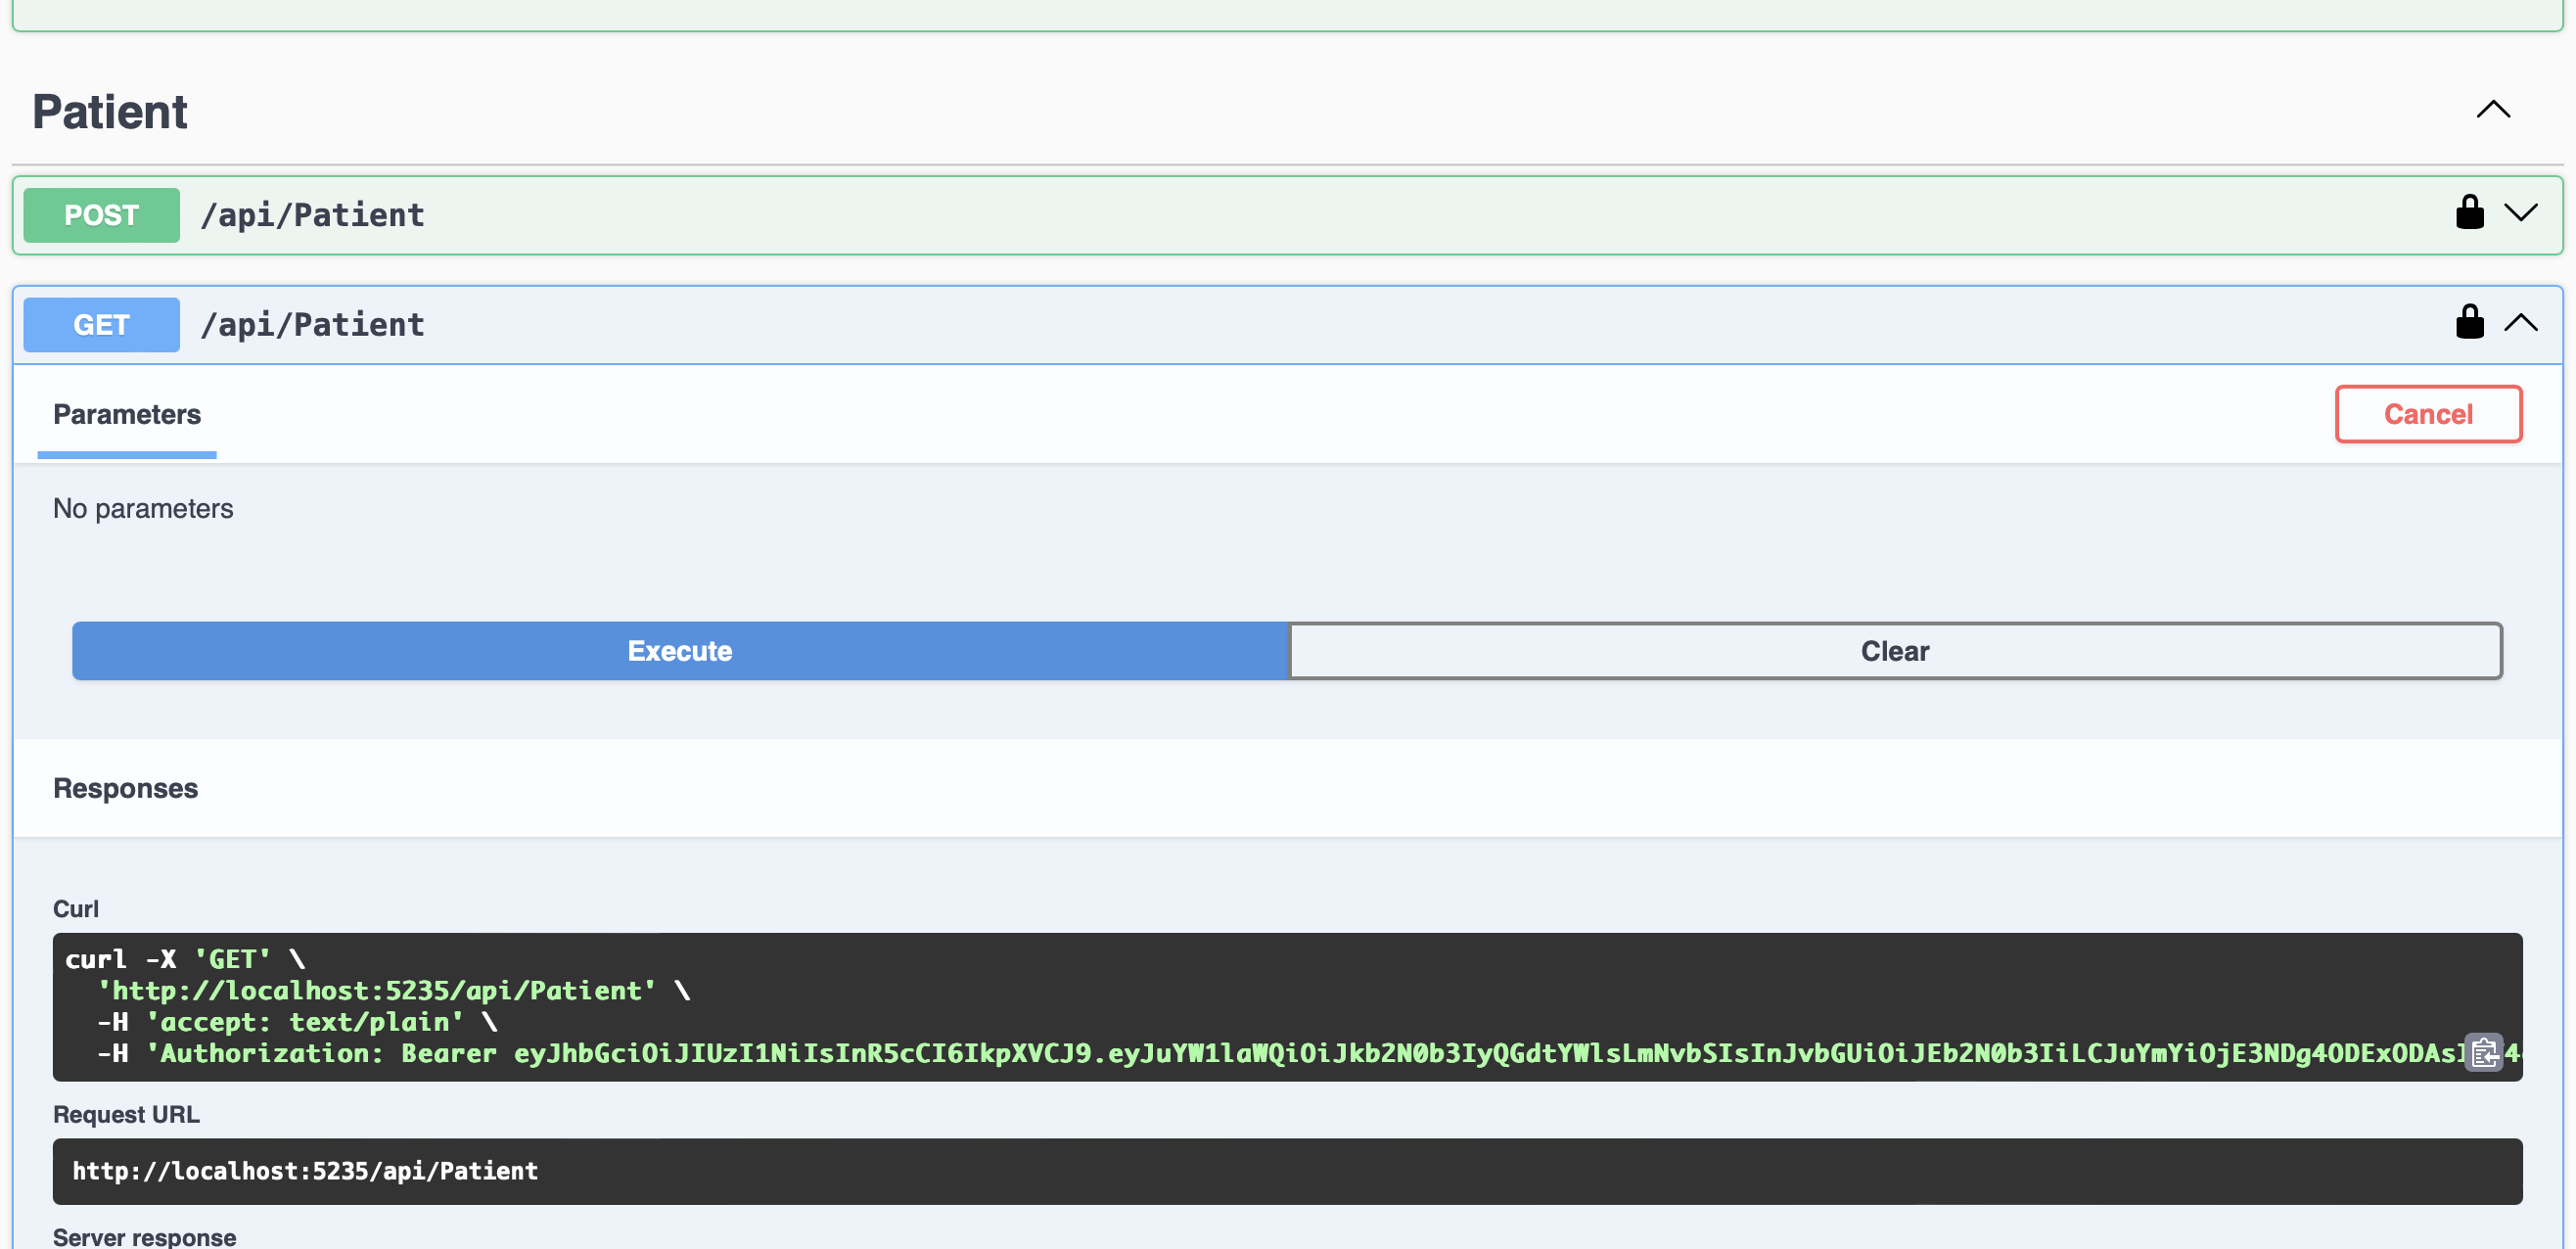 Patient
POST /api/Patient
GET /api/Patient
Parameters
Cancel
No parameters
Execute
Clear
Responses
Curl
curl -X 'GET' \
'http://localhost:5235/api/Patient' \
-H 'accept: text/plain' \
-H 'Authorization: Bearer eyJhbGciOiJIUzI1NiIsInR5cCI6IkpXVCJ9.eyJuYW1laWQiOiJkb2N0b3IyQGdtYWlsLmNvbSIsInJvbGUiOiJEb2N0b3IiLCJuYmYiOjE3NDg4ODExODAsI
Request URL
http://localhost:5235/api/Patient
Server response